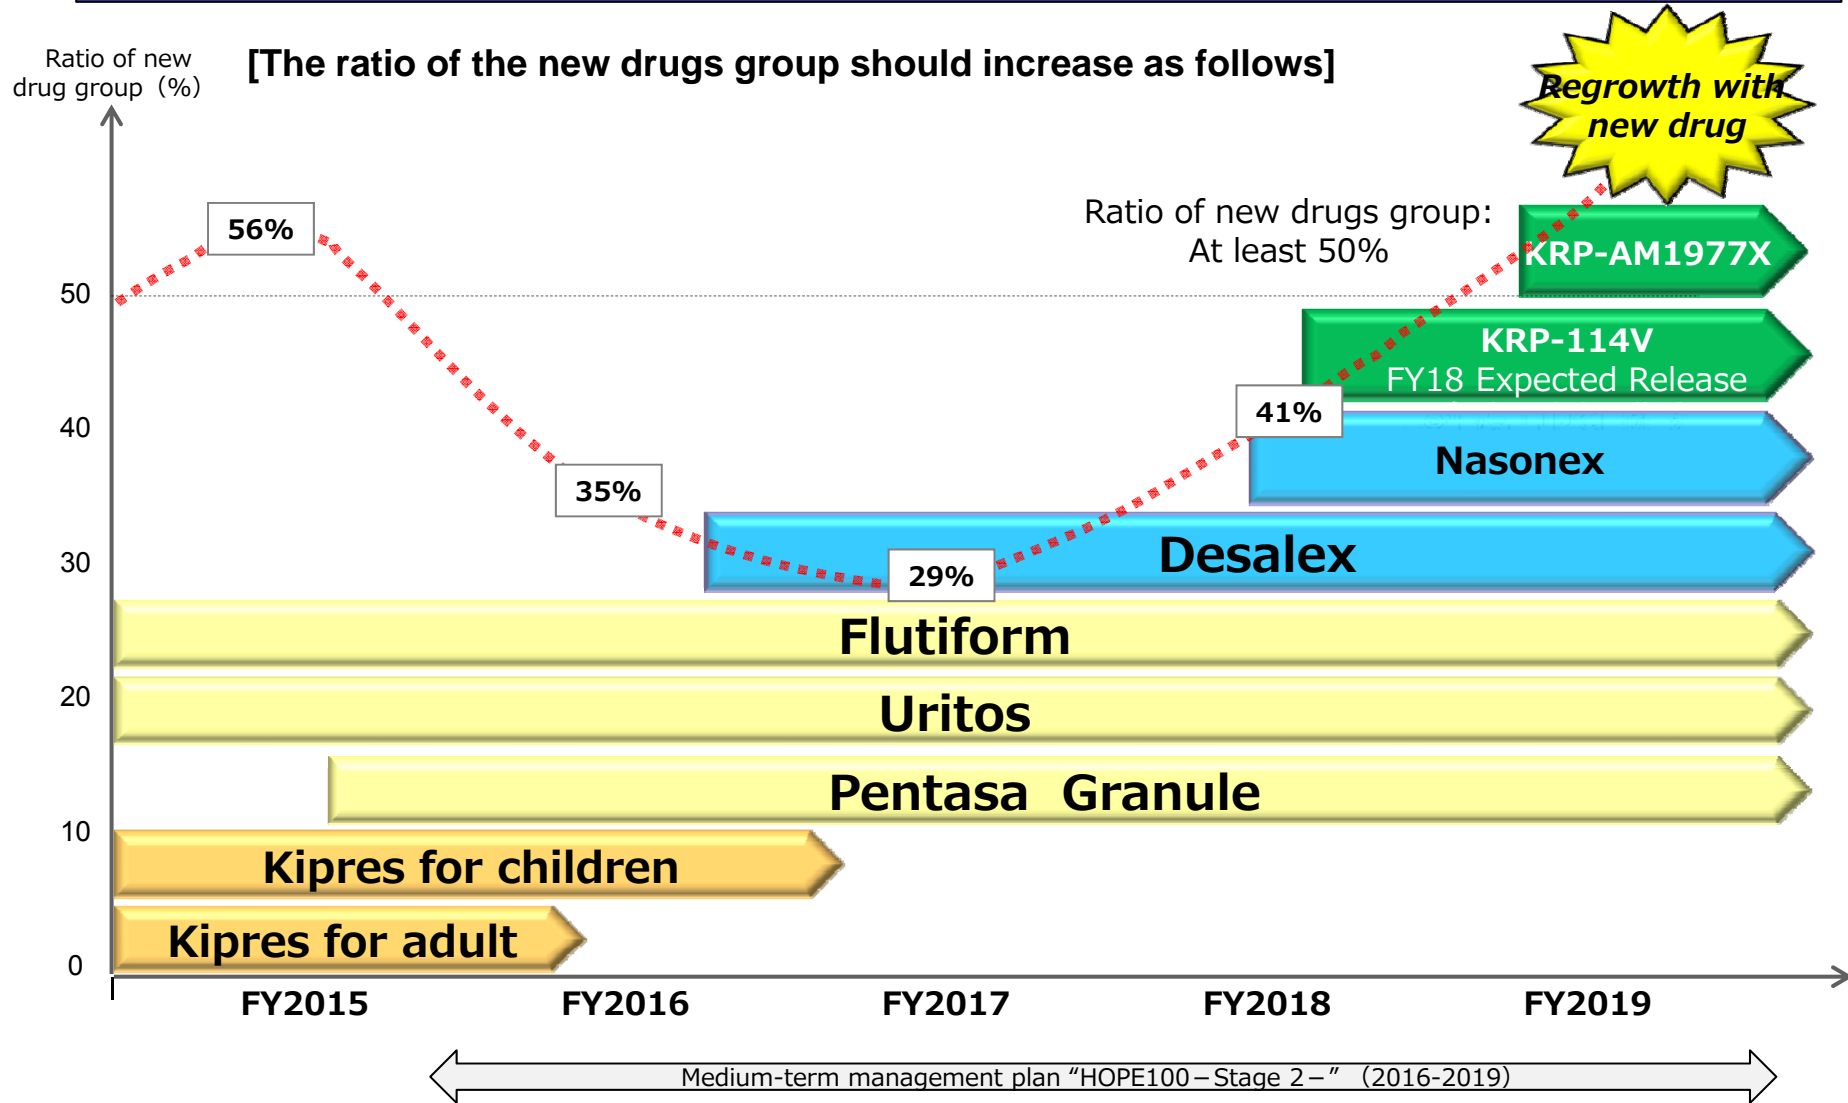 Ratio of new
drug group (%)
[The ratio of the new drugs group should increase as follows]
Regrowth with
new drug
56%
Ratio of new drugs group:
At least 50%
KRP-AM1977X
50
KRP-114V
FY18 Expected Release
41%
40
Nasonex
35%
Desalex
30
29%
Flutiform
20
Uritos
Pentasa Granule
10
Kipres for children
Kipres for adult
0
FY2015 FY2016 FY2017 FY2018 FY2019
Medium-term management plan “HOPE100−Stage 2−” (2016-2019)